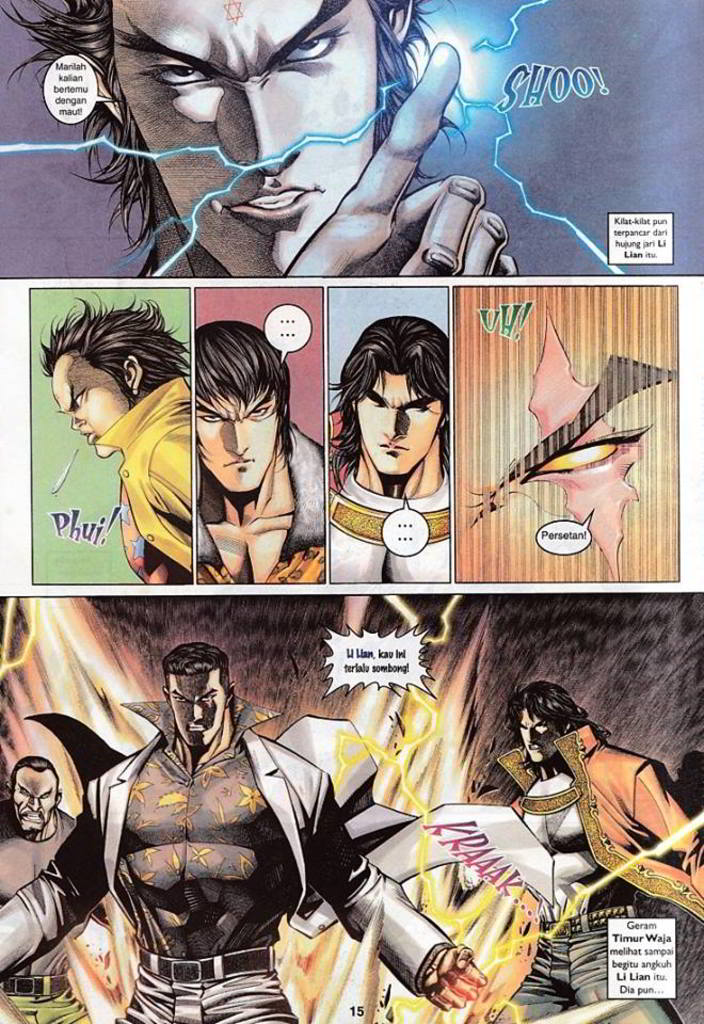 Marilah
kalian
bertemu
dengan
maut!
SHOO!
Kilat-kilat pun
terpancar dari
hujung jari Li
Lian itu.
Phui!
...
...
...
...
UH!
Persetan!
Li Lian, kau ini
terlalu sombong!
KRAAAK...
Geram
Timur Waja
melihat sampai
begitu angkuh
Li Lian itu.
Dia pun...
15